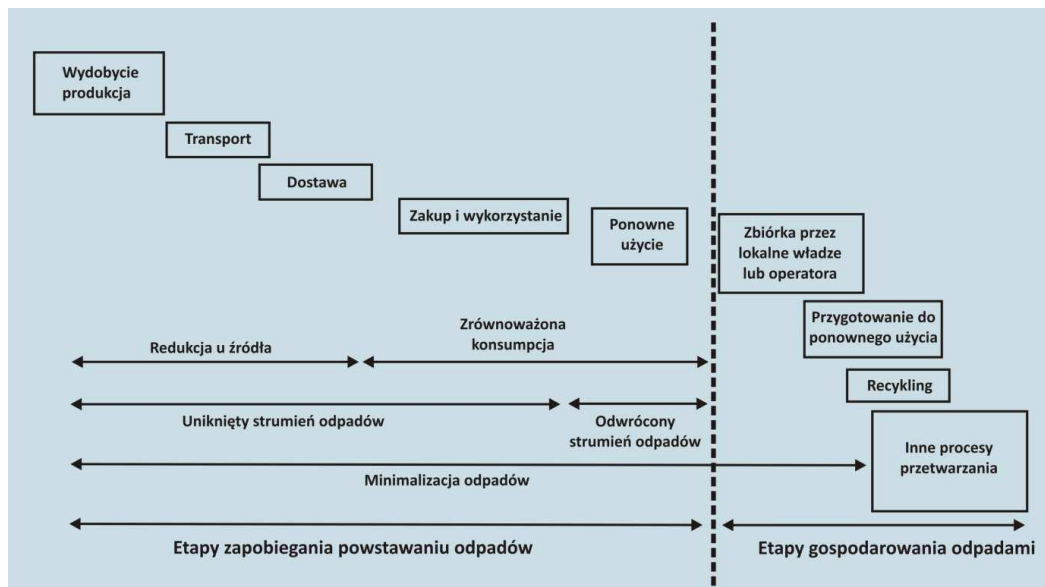 Wydobycie
produkcja
Transport
Dostawa
Zakup i wykorzystanie
Ponowne
użycie
Zbiórka przez
lokalne władze
lub operatora
Przygotowanie do
ponownego użycia
Recykling
Inne procesy
przetwarzania
Redukcja u źródła
Zrównoważona
konsumpcja
Uniknięty strumień odpadów
Odwrócony
strumień odpadów
Minimalizacja odpadów
Etapy zapobiegania powstawaniu odpadów
Etapy gospodarowania odpadami